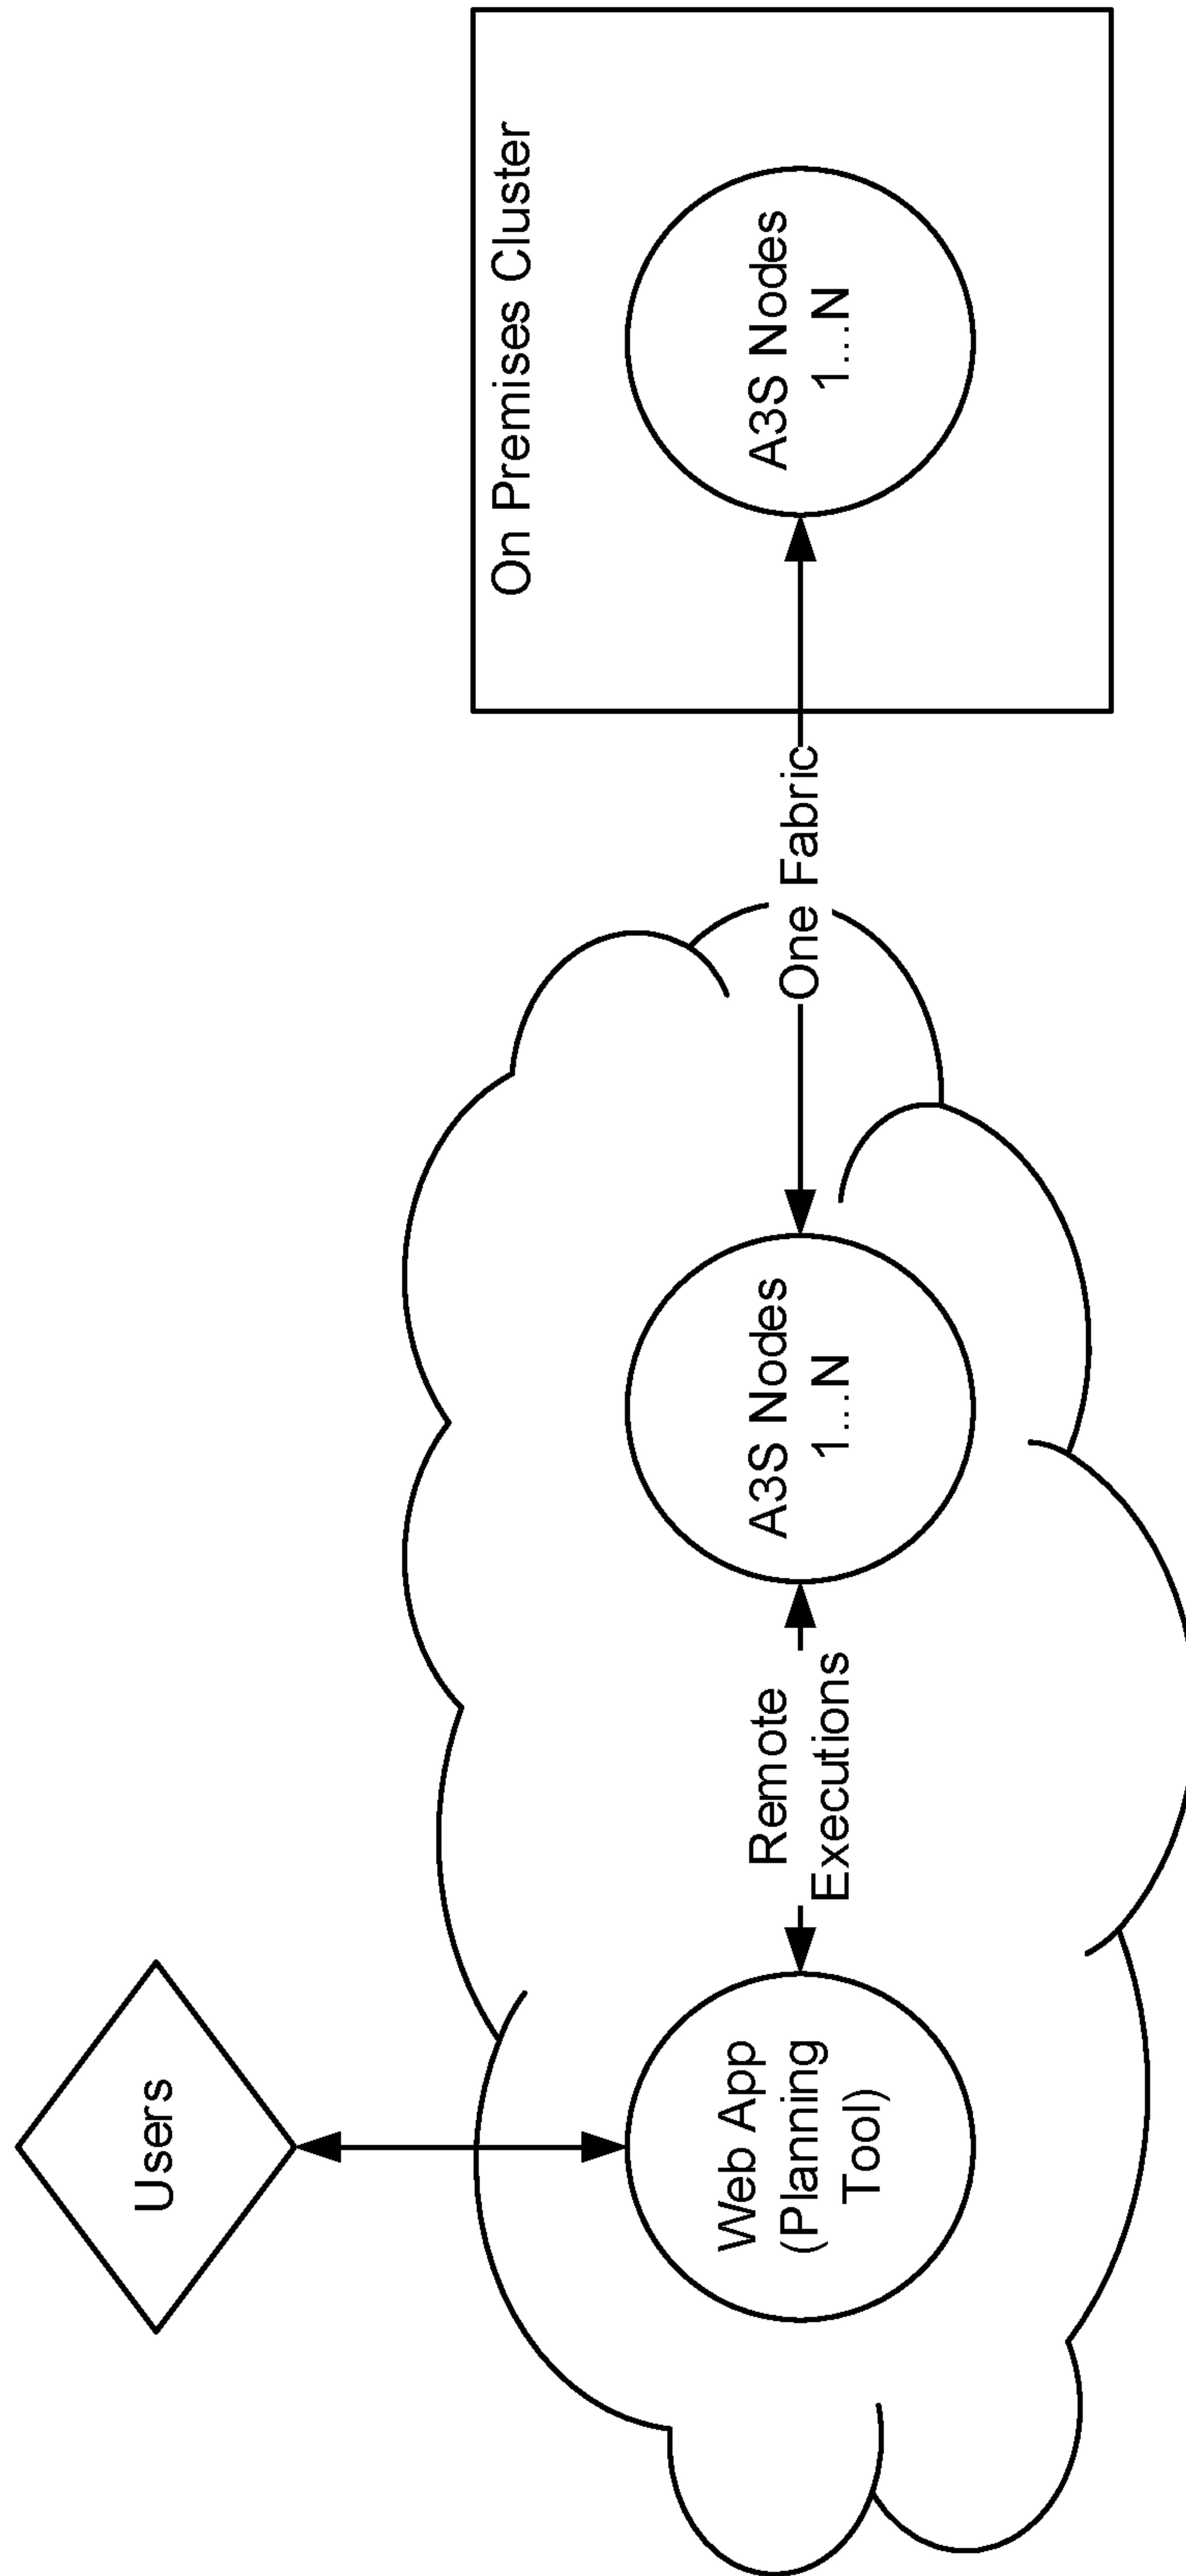 Users
Web App
(Planning
Tool)
Remote
Executions
A3S Nodes
1...N
One Fabric
On Premises Cluster
A3S Nodes
1...N